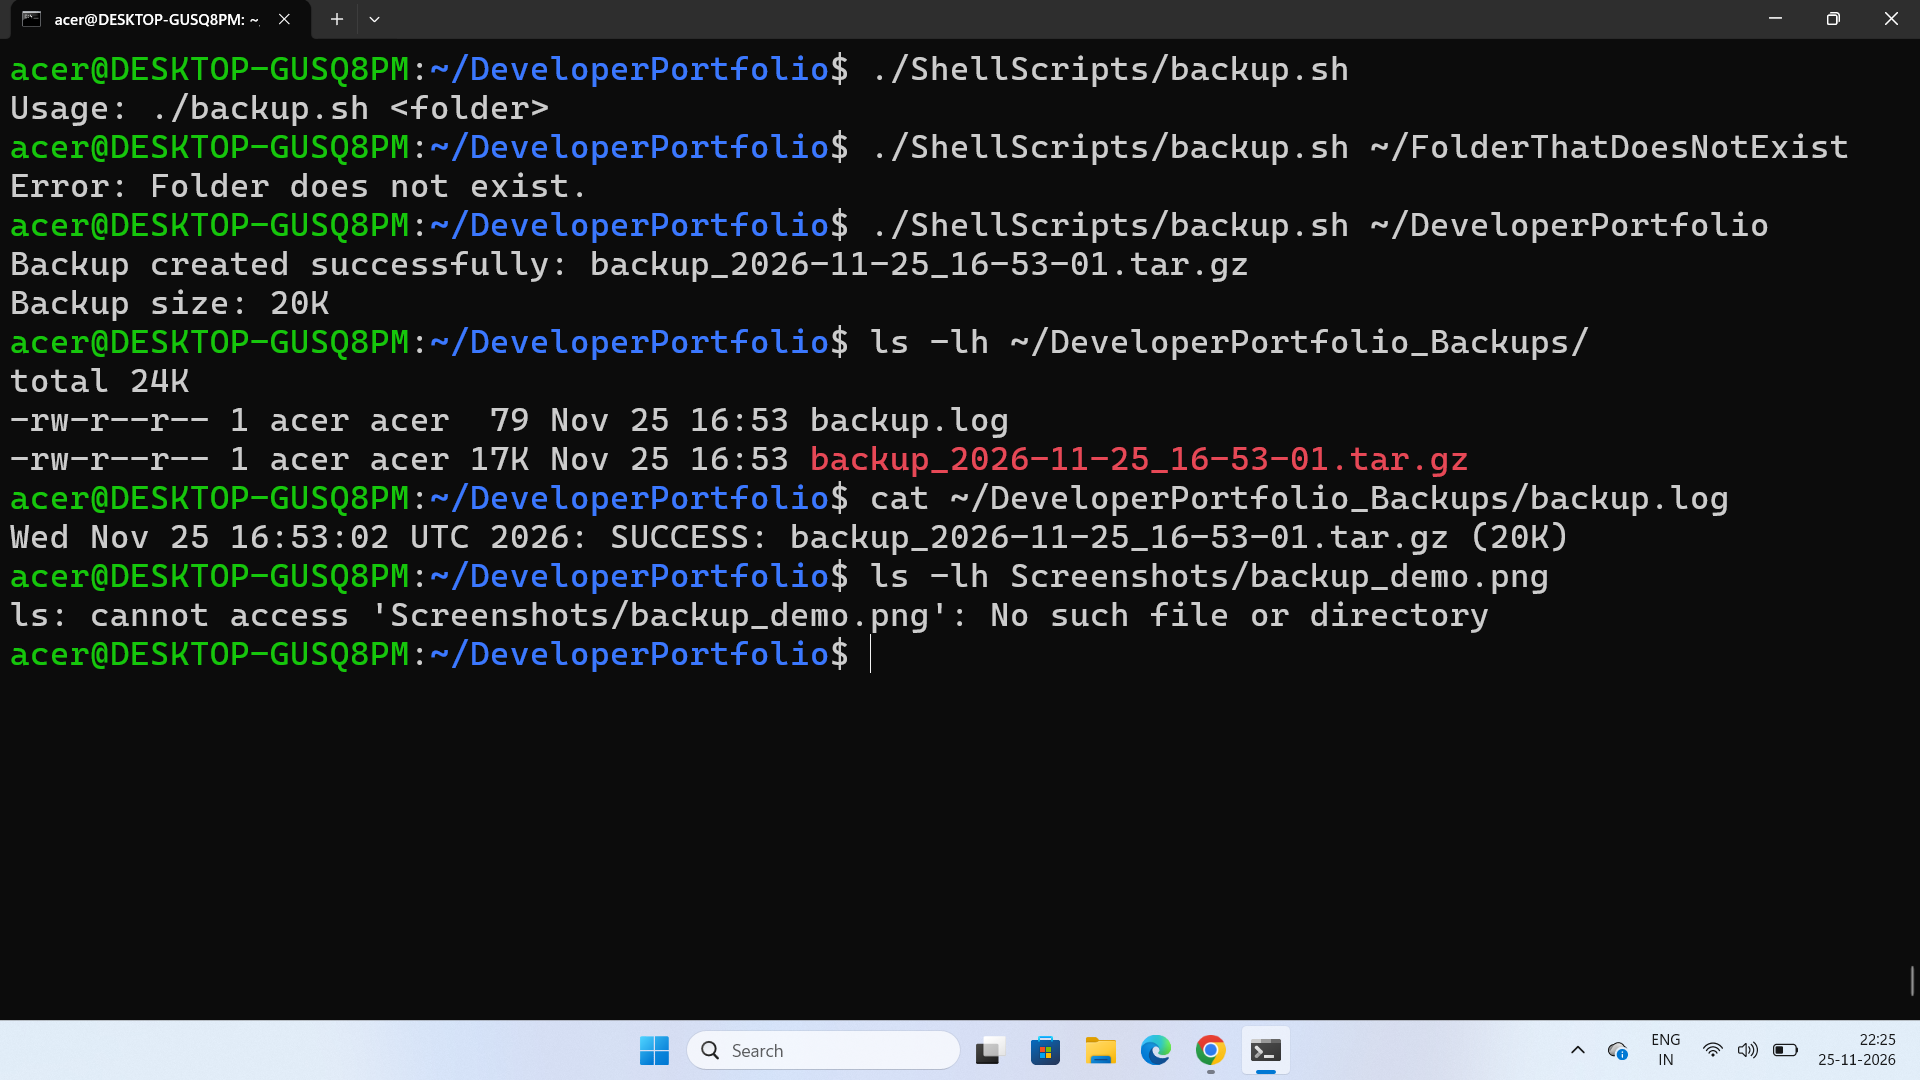 acer@DESKTOP-GUSQ8PM: ~
acer@DESKTOP-GUSQ8PM:~/DeveloperPortfolio$ ./ShellScripts/backup.sh
Usage: ./backup.sh <folder>
acer@DESKTOP-GUSQ8PM:~/DeveloperPortfolio$ ./ShellScripts/backup.sh ~/FolderThatDoesNotExist
Error: Folder does not exist.
acer@DESKTOP-GUSQ8PM:~/DeveloperPortfolio$ ./ShellScripts/backup.sh ~/DeveloperPortfolio
Backup created successfully: backup_2026-11-25_16-53-01.tar.gz
Backup size: 20K
acer@DESKTOP-GUSQ8PM:~/DeveloperPortfolio$ ls -lh ~/DeveloperPortfolio_Backups/
total 24K
-rw-r--r-- 1 acer acer  79 Nov 25 16:53 backup.log
-rw-r--r-- 1 acer acer 17K Nov 25 16:53 backup_2026-11-25_16-53-01.tar.gz
acer@DESKTOP-GUSQ8PM:~/DeveloperPortfolio$ cat ~/DeveloperPortfolio_Backups/backup.log
Wed Nov 25 16:53:02 UTC 2026: SUCCESS: backup_2026-11-25_16-53-01.tar.gz (20K)
acer@DESKTOP-GUSQ8PM:~/DeveloperPortfolio$ ls -lh Screenshots/backup_demo.png
ls: cannot access 'Screenshots/backup_demo.png': No such file or directory
acer@DESKTOP-GUSQ8PM:~/DeveloperPortfolio$
Search
ENG
IN
22:25
25-11-2026